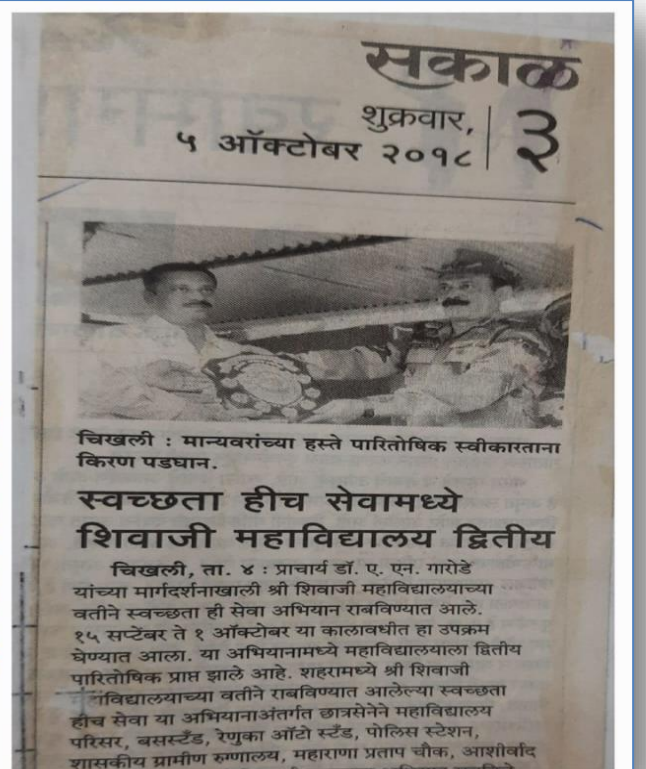 सकाळ
शुक्रवार,
५ ऑक्टोबर २०१८
३
चिखली : मान्यवरांच्या हस्ते पारितोषिक स्वीकारताना
किरण पडघान.
स्वच्छता हीच सेवामध्ये
शिवाजी महाविद्यालय द्वितीय
चिखली, ता. ४ : प्राचार्य डॉ. ए. एन. गारोडे
यांच्या मार्गदर्शनाखाली श्री शिवाजी महाविद्यालयाच्या
वतीने स्वच्छता ही सेवा अभियान राबविण्यात आले.
१५ सप्टेंबर ते १ ऑक्टोबर या कालावधीत हा उपक्रम
घेण्यात आला. या अभियानामध्ये महाविद्यालयाला द्वितीय
पारितोषिक प्राप्त झाले आहे. शहरामध्ये श्री शिवाजी
महाविद्यालयाच्या वतीने राबविण्यात आलेल्या स्वच्छता
हीच सेवा या अभियानाअंतर्गत छात्रसेनेने महाविद्यालय
परिसर, बसस्टँड, रेणुका ऑटो स्टँड, पोलिस स्टेशन,
शासकीय ग्रामीण रुग्णालय, महाराणा प्रताप चौक, आशीर्वाद